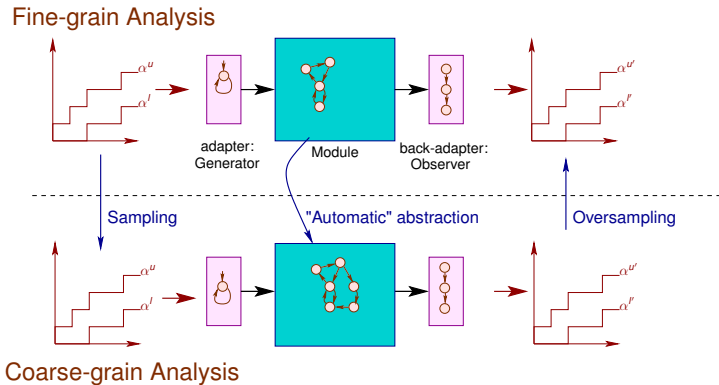 Fine-grain Analysis
α^u
α^l
α^u'
α^l'
adapter:
Generator
Module
back-adapter:
Observer
Sampling
"Automatic" abstraction
Oversampling
α^u
α^l
α^u'
α^l'
Coarse-grain Analysis